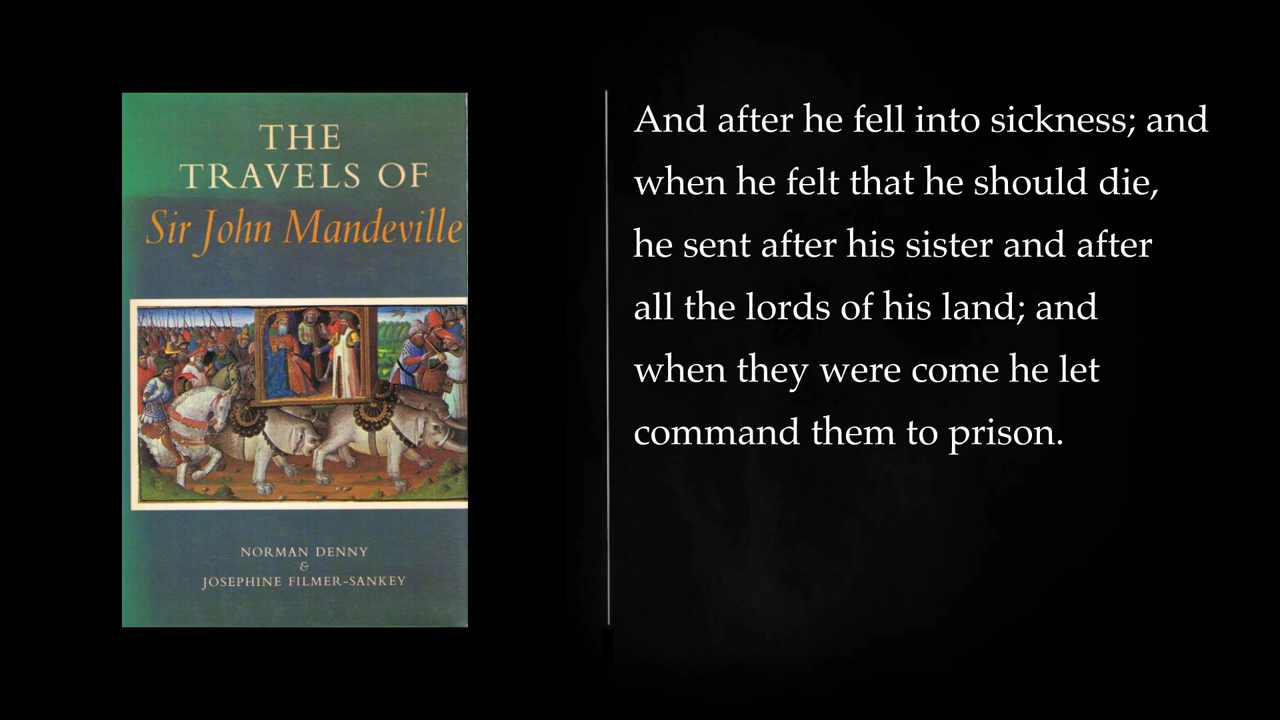 THE
TRAVELS OF
Sir John Mandeville
NORMAN DENNY
&
JOSEPHINE FILMER-SANKEY
And after he fell into sickness; and
when he felt that he should die,
he sent after his sister and after
all the lords of his land; and
when they were come he let
command them to prison.